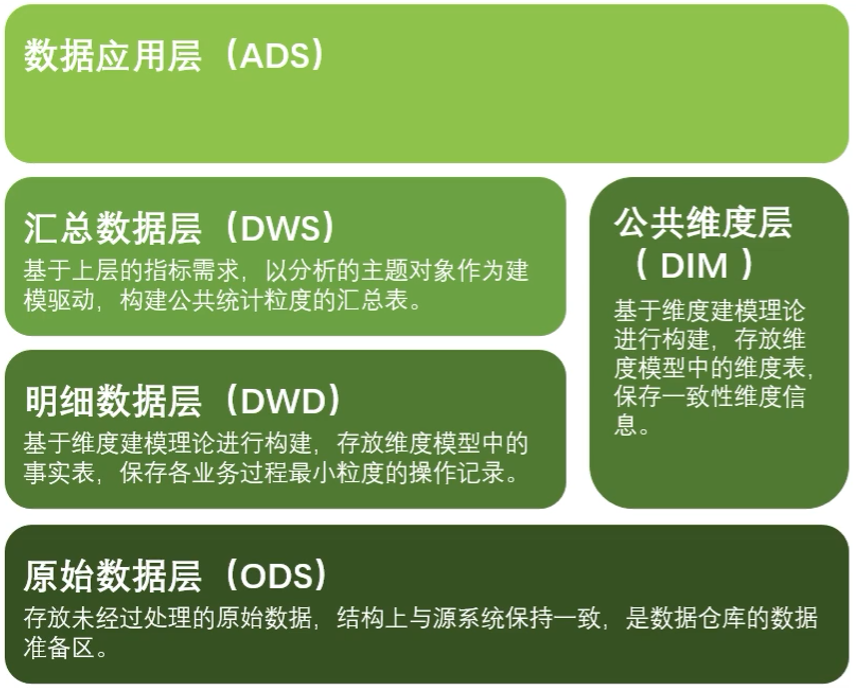 数据应用层（ADS）
汇总数据层（DWS）
基于上层的指标需求，以分析的主题对象作为建
模驱动，构建公共统计粒度的汇总表。
公共维度层
（ DIM ）
基于维度建模理论
进行构建，存放维
度模型中的维度表，
保存一致性维度信
息。
明细数据层（DWD）
基于维度建模理论进行构建，存放维度模型中的
事实表，保存各业务过程最小粒度的操作记录。
原始数据层（ODS）
存放未经过处理的原始数据，结构上与源系统保持一致，是数据仓库的数据
准备区。